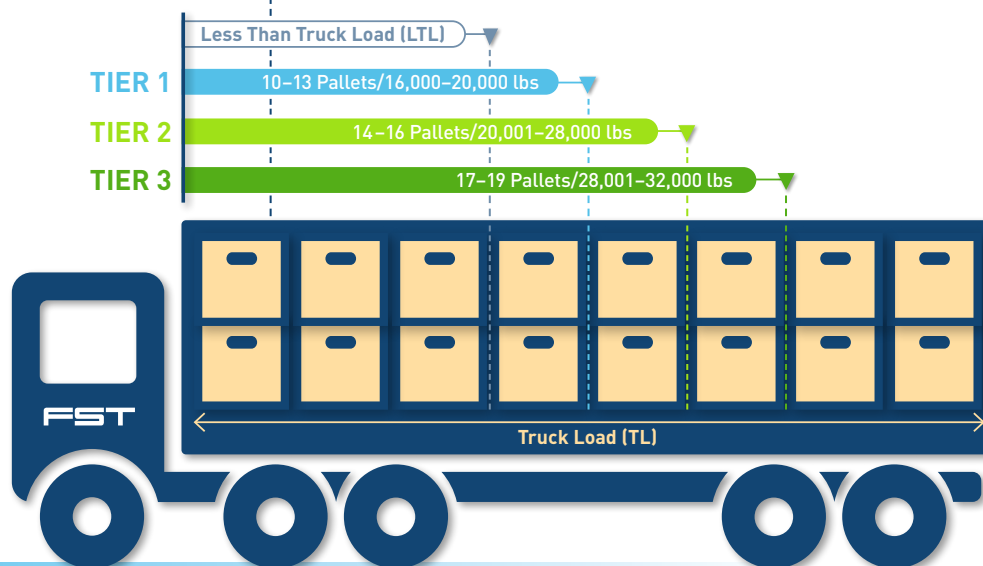 Less Than Truck Load (LTL)
TIER 1
10–13 Pallets/16,000–20,000 lbs
TIER 2
14–16 Pallets/20,001–28,000 lbs
TIER 3
17–19 Pallets/28,001–32,000 lbs
FST
Truck Load (TL)